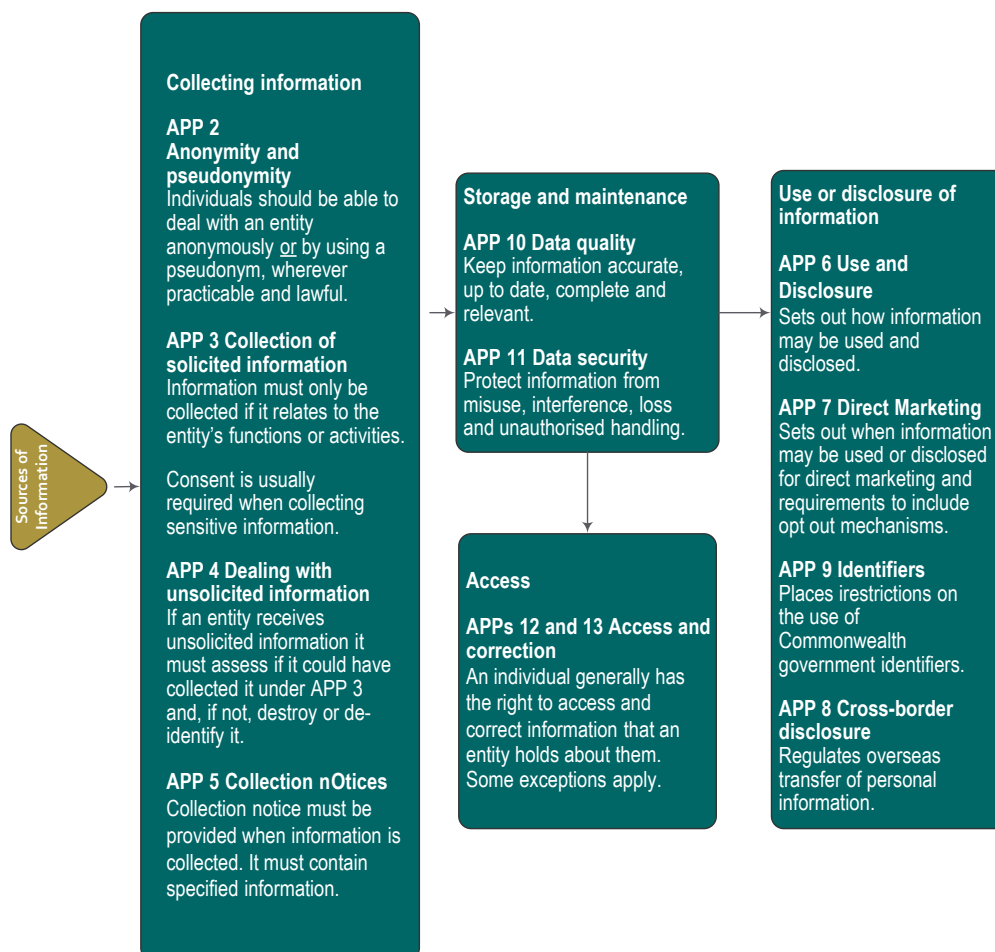 Sources of
Information
Collecting information
APP 2
Anonymity and
pseudonymity
Individuals should be able to
deal with an entity
anonymously or by using a
pseudonym, wherever
practicable and lawful.
APP 3 Collection of
solicited information
Information must only be
collected if it relates to the
entity’s functions or activities.
Consent is usually
required when collecting
sensitive information.
APP 4 Dealing with
unsolicited information
If an entity receives
unsolicited information it
must assess if it could have
collected it under APP 3
and, if not, destroy or de-
identify it.
APP 5 Collection nOtices
Collection notice must be
provided when information is
collected. It must contain
specified information.
Storage and maintenance
APP 10 Data quality
Keep information accurate,
up to date, complete and
relevant.
APP 11 Data security
Protect information from
misuse, interference, loss
and unauthorised handling.
Access
APPs 12 and 13 Access and
correction
An individual generally has
the right to access and
correct information that an
entity holds about them.
Some exceptions apply.
Use or disclosure of
information
APP 6 Use and
Disclosure
Sets out how information
may be used and
disclosed.
APP 7 Direct Marketing
Sets out when information
may be used or disclosed
for direct marketing and
requirements to include
opt out mechanisms.
APP 9 Identifiers
Places irestrictions on
the use of
Commonwealth
government identifiers.
APP 8 Cross-border
disclosure
Regulates overseas
transfer of personal
information.